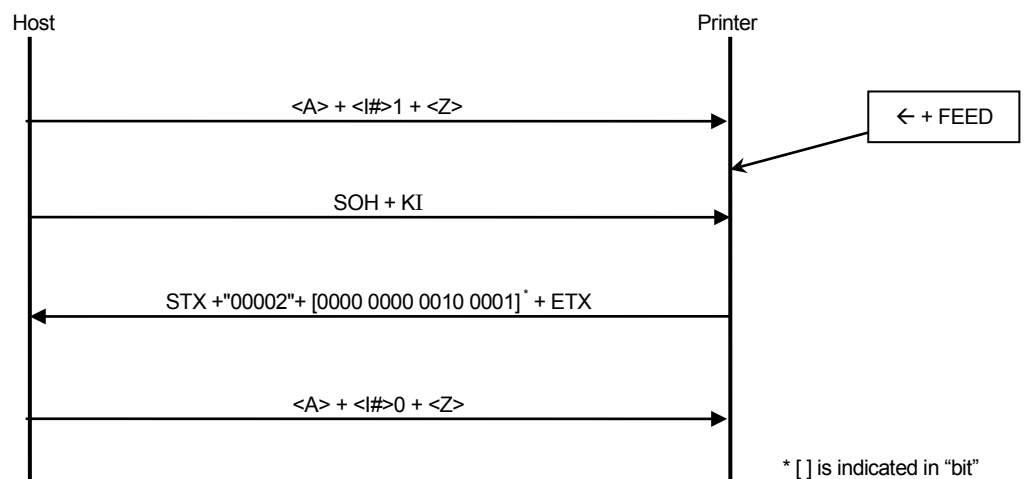 Host
Printer
<A> + <I#>1 + <Z>
← + FEED
SOH + KI
STX +"00002"+ [0000 0000 0010 0001]* + ETX
<A> + <I#>0 + <Z>
* [ ] is indicated in “bit”